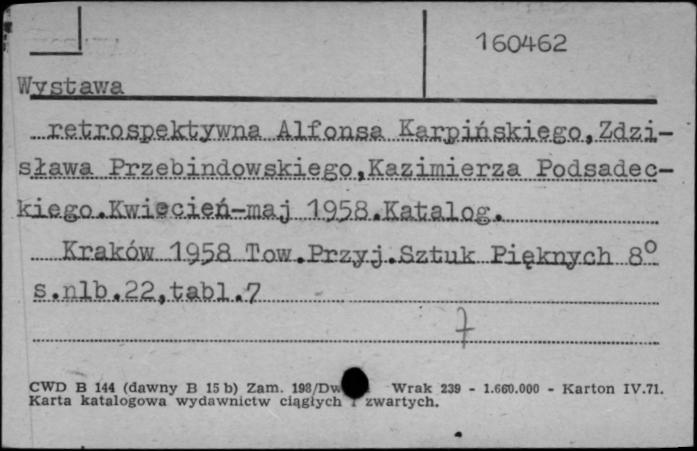 160462
Wystawa
retrospektywna Alfonsa Karpińskiego, Zdzi-
sława Przebindowskiego, Kazimierza Podsadec-
kiego. Kwiecień-maj 1958. Katalog.
Kraków 1958 Tow. Przyj. Sztuk Pięknych 8°
s.nlb.22, tabl.7
7
CWD B 144 (dawny B 15 b) Zam. 198/Dw Wrak 239 - 1.660.000 - Karton IV.71.
Karta katalogowa wydawnictw ciągłych i zwartych.